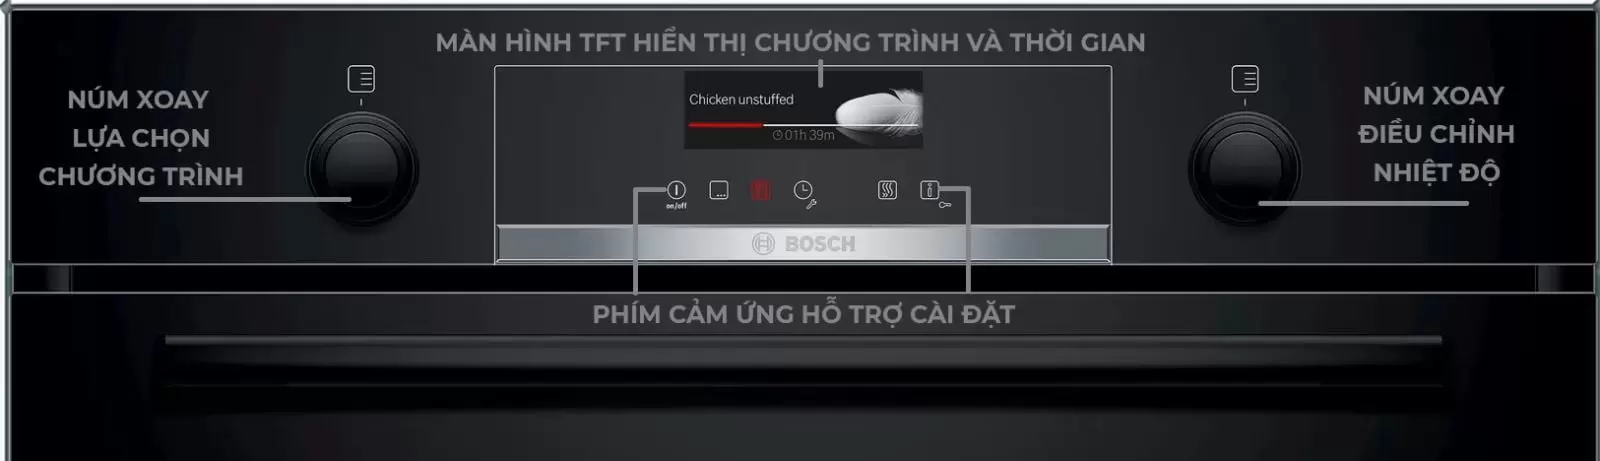 MÀN HÌNH TFT HIỂN THỊ CHƯƠNG TRÌNH VÀ THỜI GIAN
NÚM XOAY
LỰA CHỌN
CHƯƠNG TRÌNH
Chicken unstuffed
01h 39m
on/off
BOSCH
NÚM XOAY
ĐIỀU CHỈNH
NHIỆT ĐỘ
PHÍM CẢM ỨNG HỖ TRỢ CÀI ĐẶT